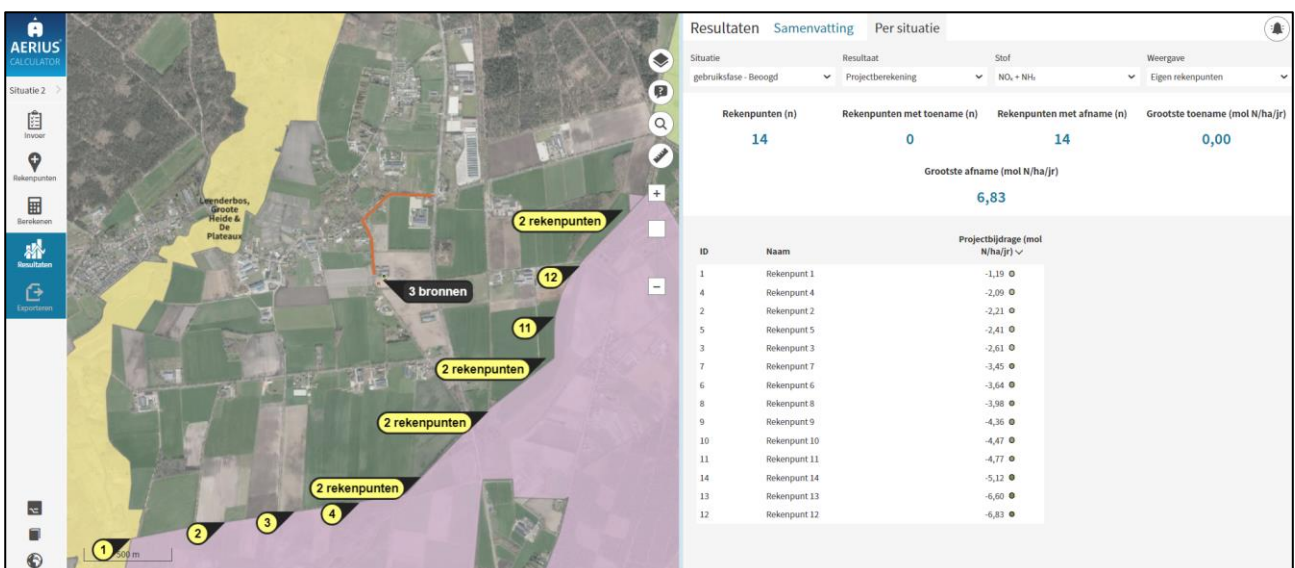 AERIUS
CALCULATOR
Situatie 2
Invoer
Rekenpunten
Berekenen
Resultaten
Exporteren
Leenderbos,
Groote
Heide &
De
Plateaux
3 bronnen
2 rekenpunten
12
11
2 rekenpunten
2 rekenpunten
2 rekenpunten
4
3
2
1
500 m
+
−
Resultaten Samenvatting Per situatie
Situatie Resultaat Stof Weergave
gebruiksfase - Beoogd Projectberekening NOₓ + NH₃ Eigen rekenpunten
Rekenpunten (n) Rekenpunten met toename (n) Rekenpunten met afname (n) Grootste toename (mol N/ha/jr)
14 0 14 0,00
Grootste afname (mol N/ha/jr)
6,83
Projectbijdrage (mol
ID Naam N/ha/jr)
1 Rekenpunt 1 -1,19
4 Rekenpunt 4 -2,09
2 Rekenpunt 2 -2,21
5 Rekenpunt 5 -2,41
3 Rekenpunt 3 -2,61
7 Rekenpunt 7 -3,45
6 Rekenpunt 6 -3,64
8 Rekenpunt 8 -3,98
9 Rekenpunt 9 -4,36
10 Rekenpunt 10 -4,47
11 Rekenpunt 11 -4,77
14 Rekenpunt 14 -5,12
13 Rekenpunt 13 -6,60
12 Rekenpunt 12 -6,83